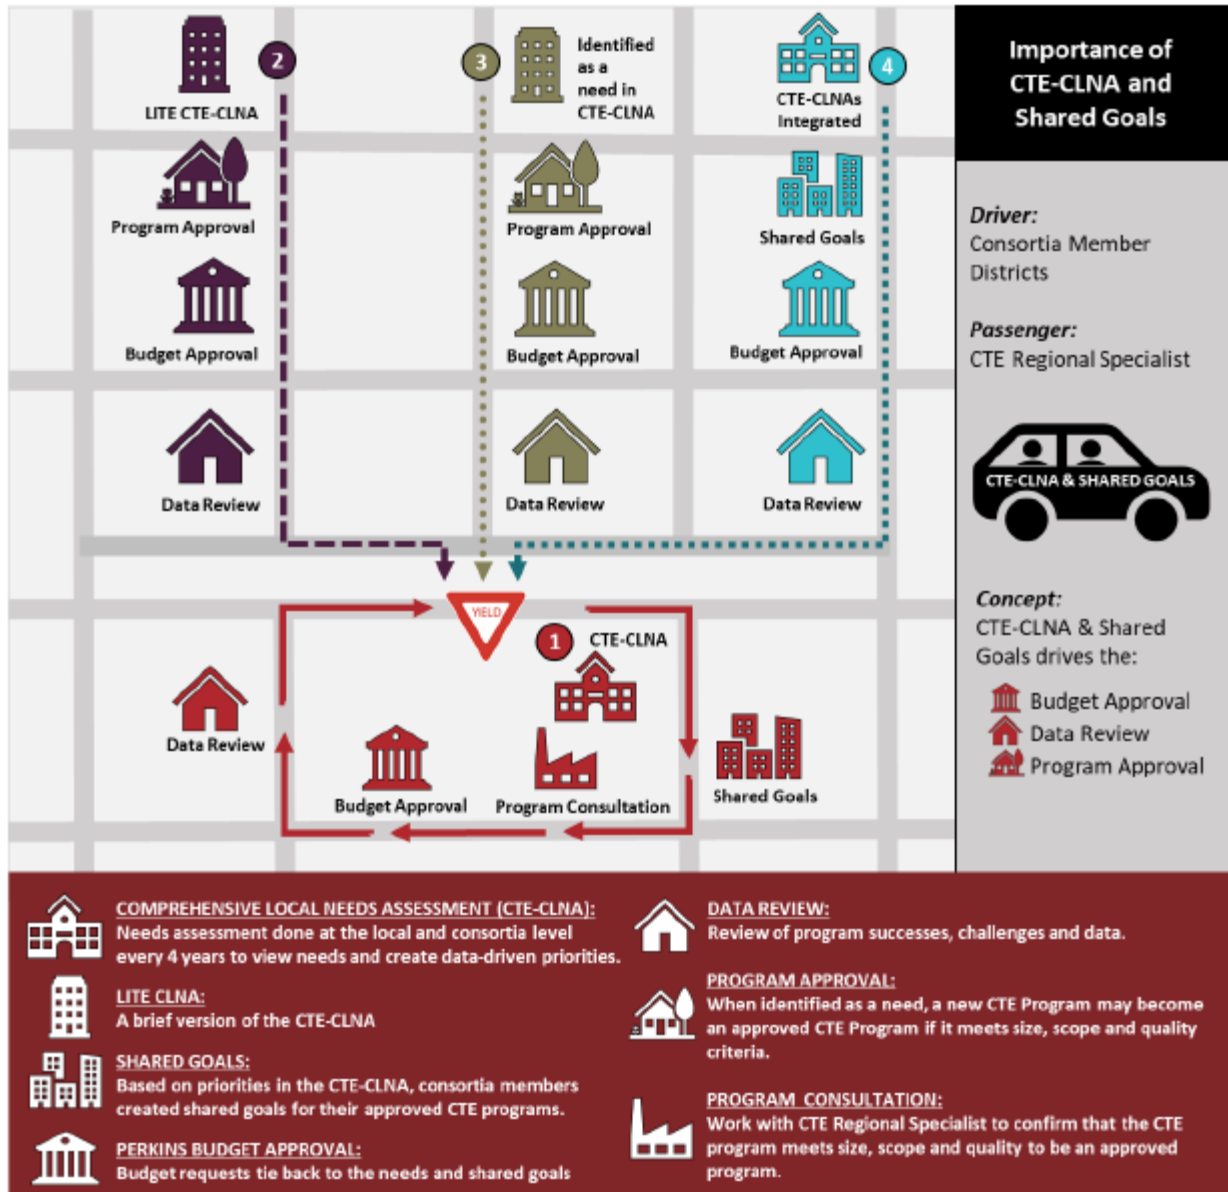 2
LITE CTE-CLNA
Program Approval
Budget Approval
Data Review
3
Identified
as a
need in
CTE-CLNA
Program Approval
Budget Approval
Data Review
4
CTE-CLNAs
Integrated
Shared Goals
Budget Approval
Data Review
YIELD
1
CTE-CLNA
Shared Goals
Program Consultation
Budget Approval
Data Review
Importance of
CTE-CLNA and
Shared Goals
Driver:
Consortia Member
Districts
Passenger:
CTE Regional Specialist
CTE-CLNA & SHARED GOALS
Concept:
CTE-CLNA & Shared
Goals drives the:
Budget Approval
Data Review
Program Approval
COMPREHENSIVE LOCAL NEEDS ASSESSMENT (CTE-CLNA):
Needs assessment done at the local and consortia level
every 4 years to view needs and create data-driven priorities.
LITE CLNA:
A brief version of the CTE-CLNA
SHARED GOALS:
Based on priorities in the CTE-CLNA, consortia members
created shared goals for their approved CTE programs.
PERKINS BUDGET APPROVAL:
Budget requests tie back to the needs and shared goals
DATA REVIEW:
Review of program successes, challenges and data.
PROGRAM APPROVAL:
When identified as a need, a new CTE Program may become
an approved CTE Program if it meets size, scope and quality
criteria.
PROGRAM CONSULTATION:
Work with CTE Regional Specialist to confirm that the CTE
program meets size, scope and quality to be an approved
program.